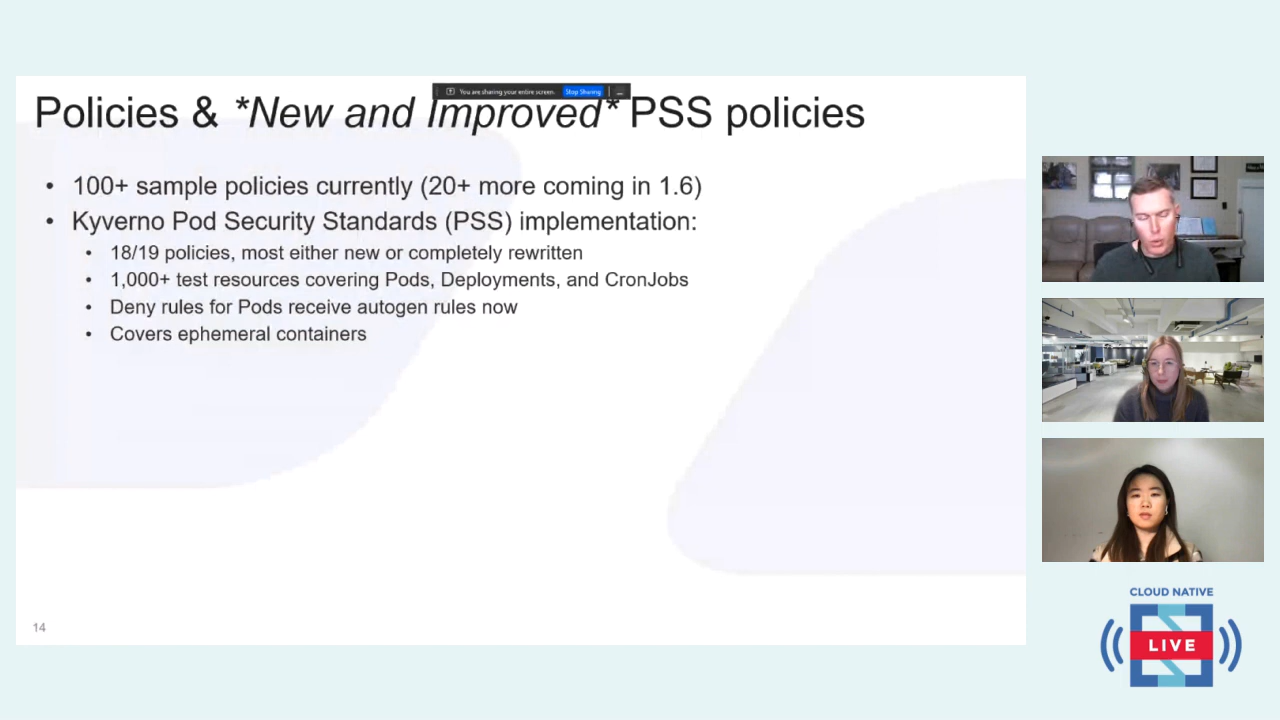 You are sharing your entire screen. Stop Sharing
Policies & *New and Improved* PSS policies
• 100+ sample policies currently (20+ more coming in 1.6)
• Kyverno Pod Security Standards (PSS) implementation:
• 18/19 policies, most either new or completely rewritten
• 1,000+ test resources covering Pods, Deployments, and CronJobs
• Deny rules for Pods receive autogen rules now
• Covers ephemeral containers
14
CLOUD NATIVE
LIVE